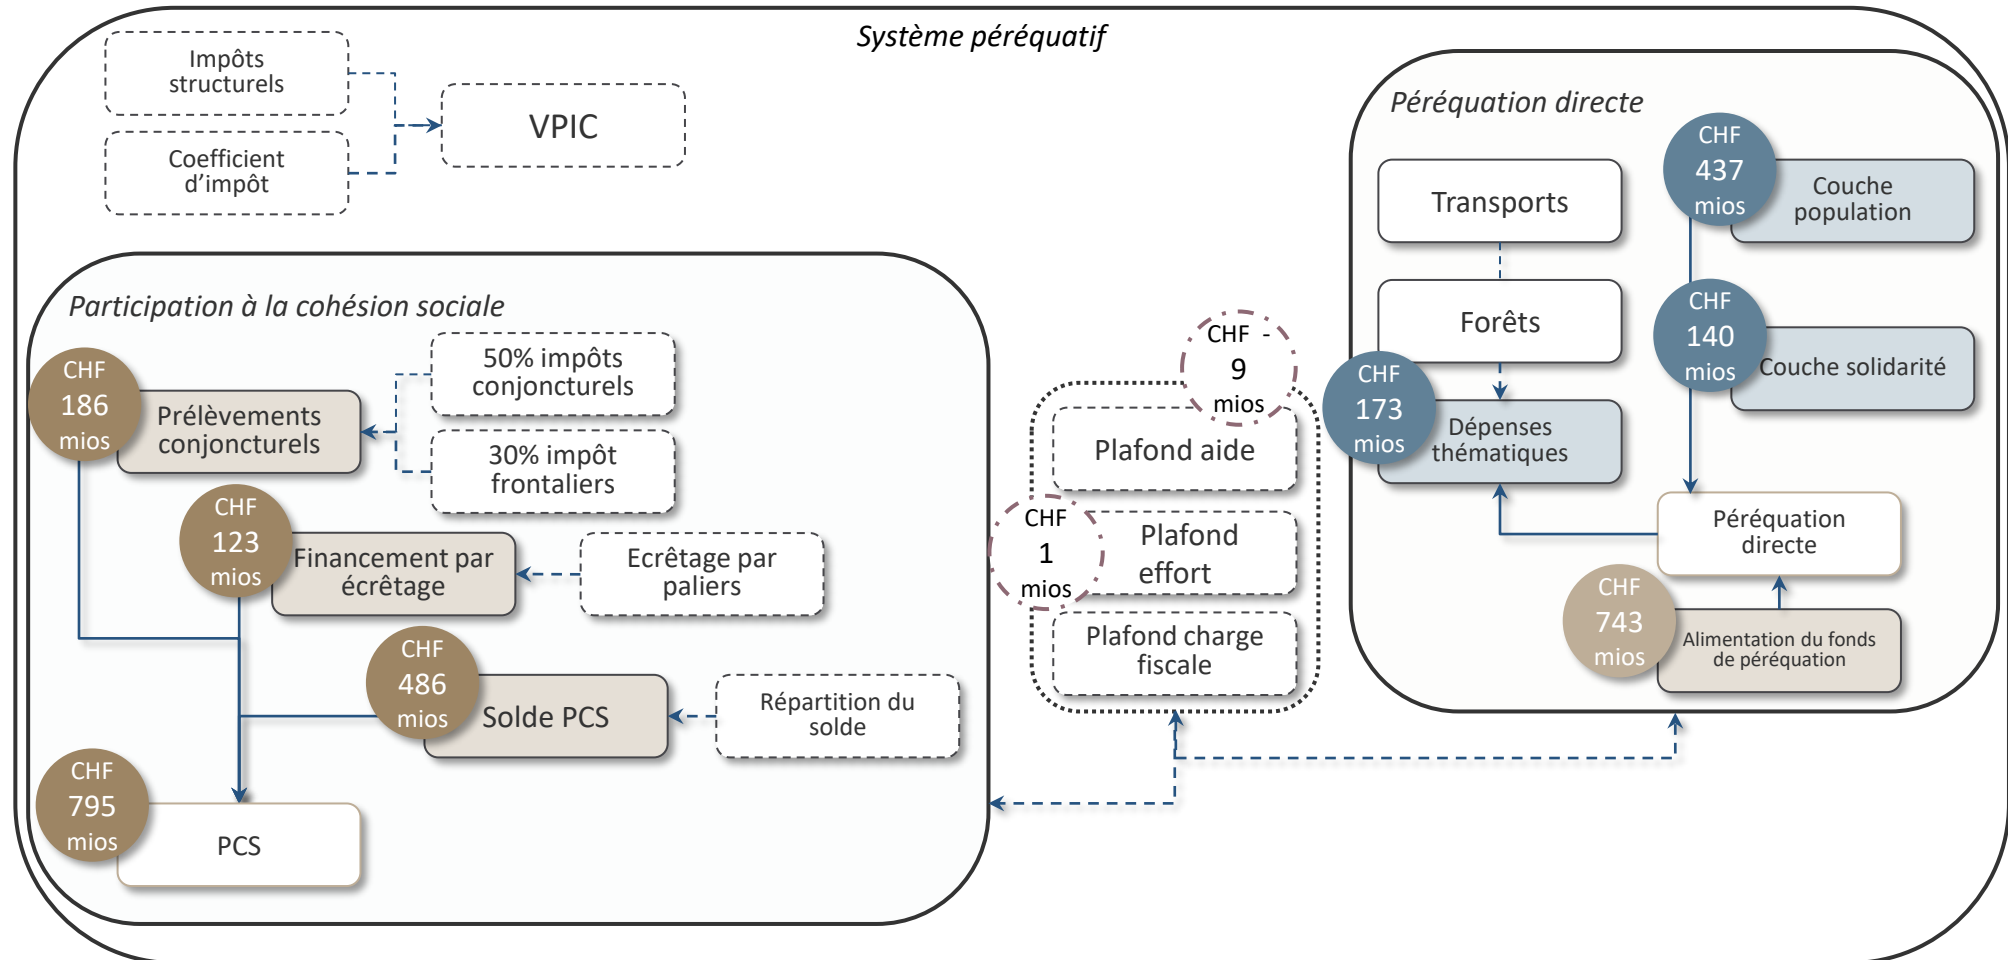 Système péréquatif
Impôts
structurels
Coefficient
d’impôt
VPIC
Participation à la cohésion sociale
CHF
186
mios
Prélèvements
conjoncturels
50% impôts
conjoncturels
30% impôt
frontaliers
CHF
123
mios
Financement par
écrêtage
Ecrêtage par
paliers
CHF
486
mios
Solde PCS
Répartition du
solde
CHF
795
mios
PCS
CHF -
9
mios
Plafond aide
CHF
1
mios
Plafond
effort
Plafond charge
fiscale
Péréquation directe
Transports
Forêts
CHF
173
mios
Dépenses
thématiques
CHF
437
mios
Couche
population
CHF
140
mios
Couche solidarité
Péréquation
directe
CHF
743
mios
Alimentation du fonds
de péréquation